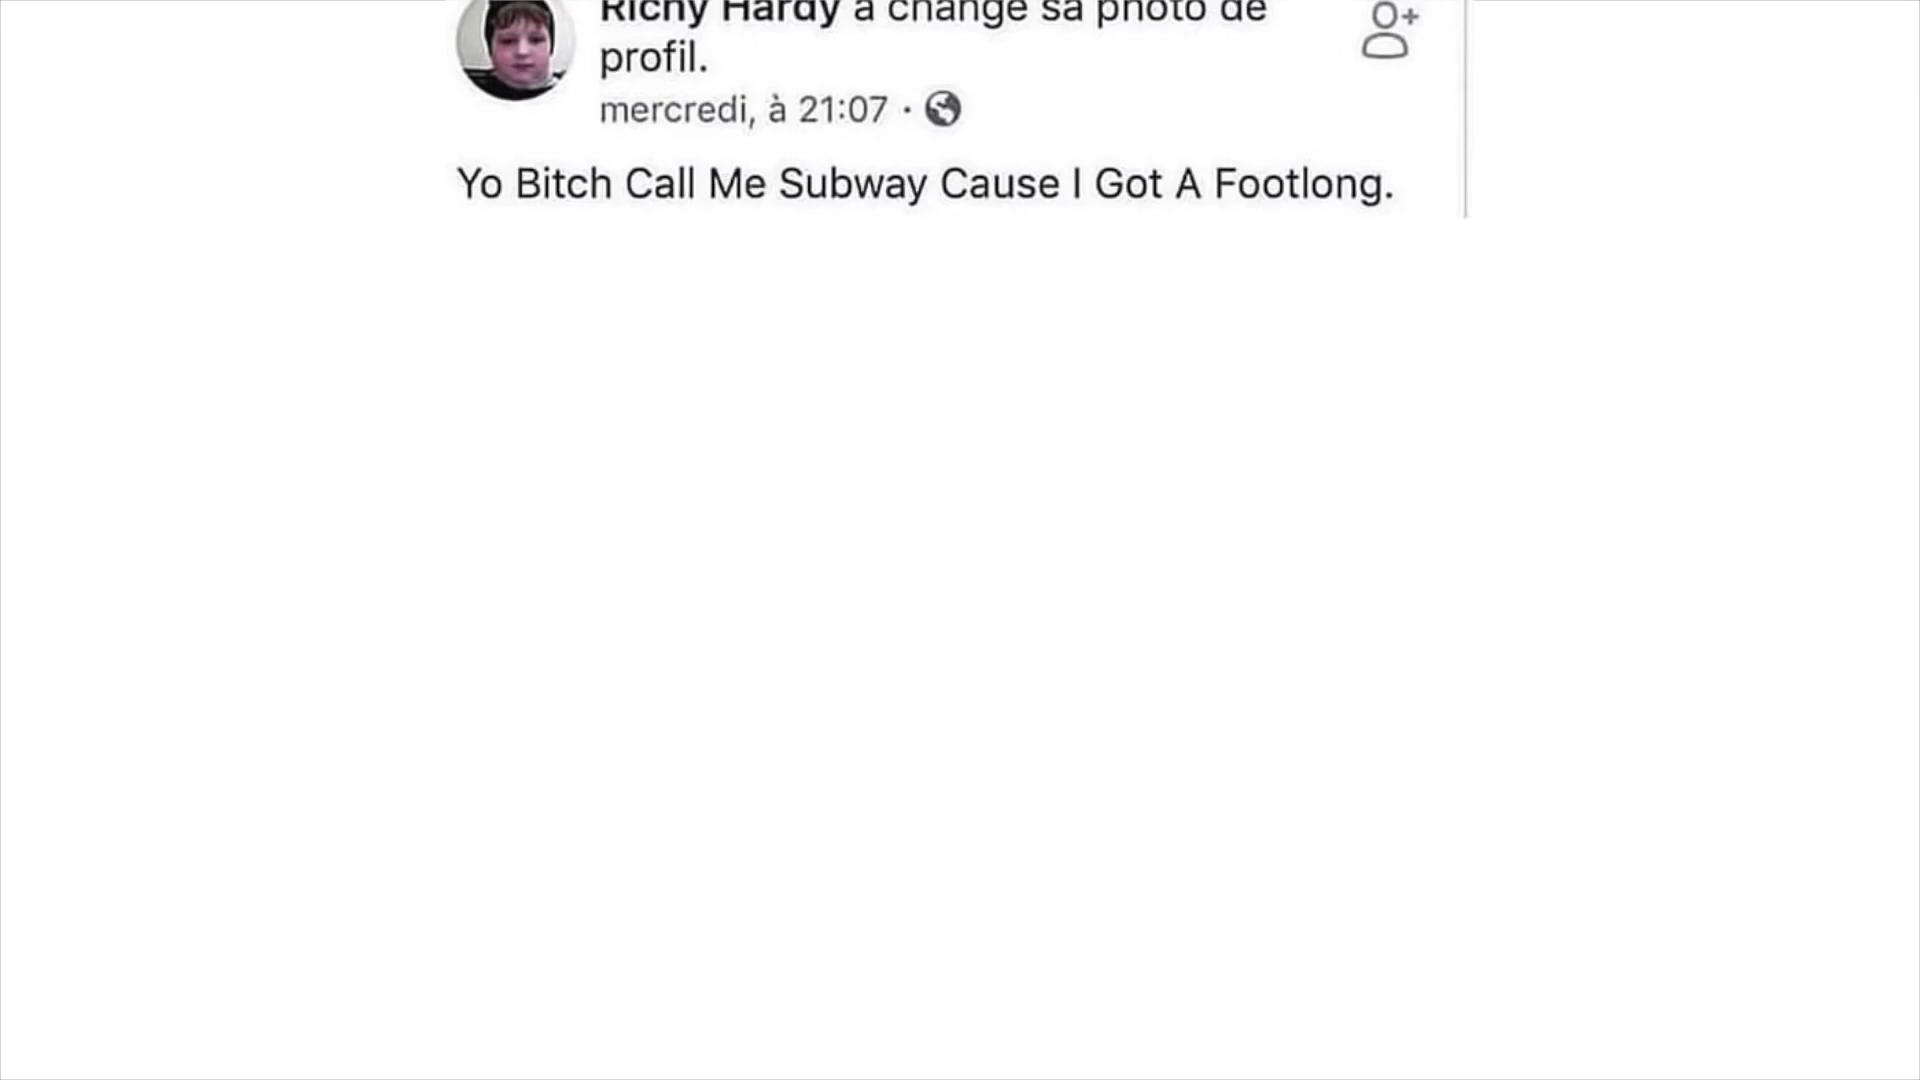 Richy Hardy a changé sa photo de
profil.
mercredi, à 21:07 ·
Yo Bitch Call Me Subway Cause I Got A Footlong.